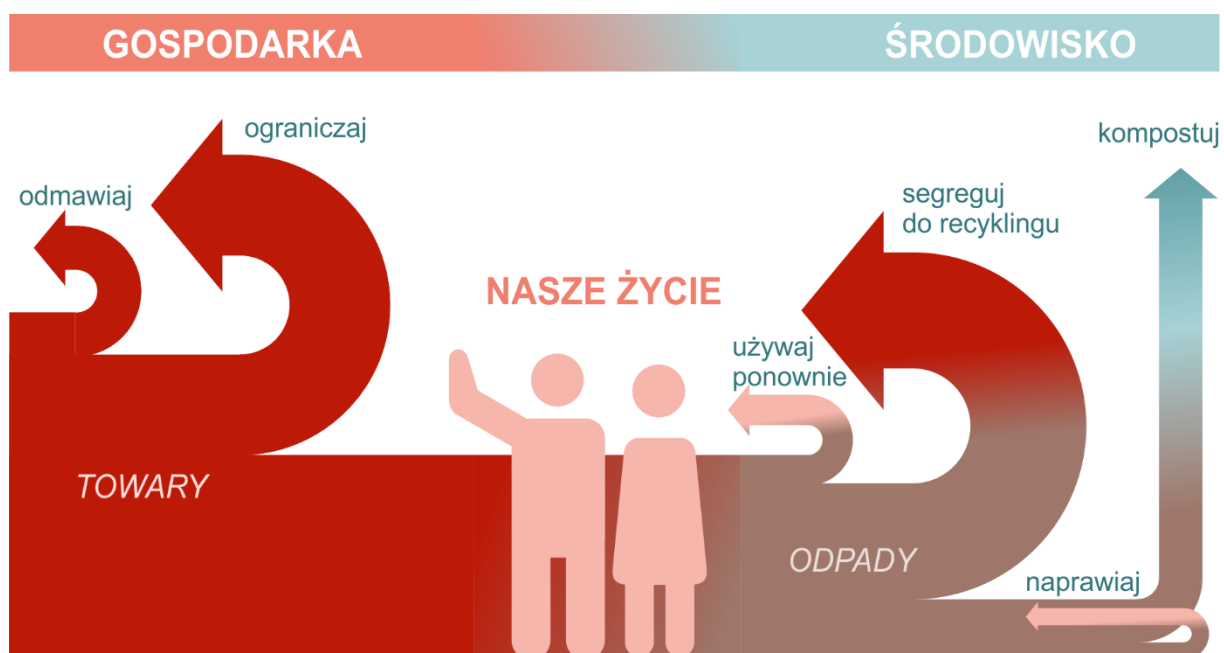 GOSPODARKA
ŚRODOWISKO
ograniczaj
kompostuj
odmawiaj
segreguj
do recyklingu
NASZE ŻYCIE
używaj
ponownie
TOWARY
ODPADY
naprawiaj